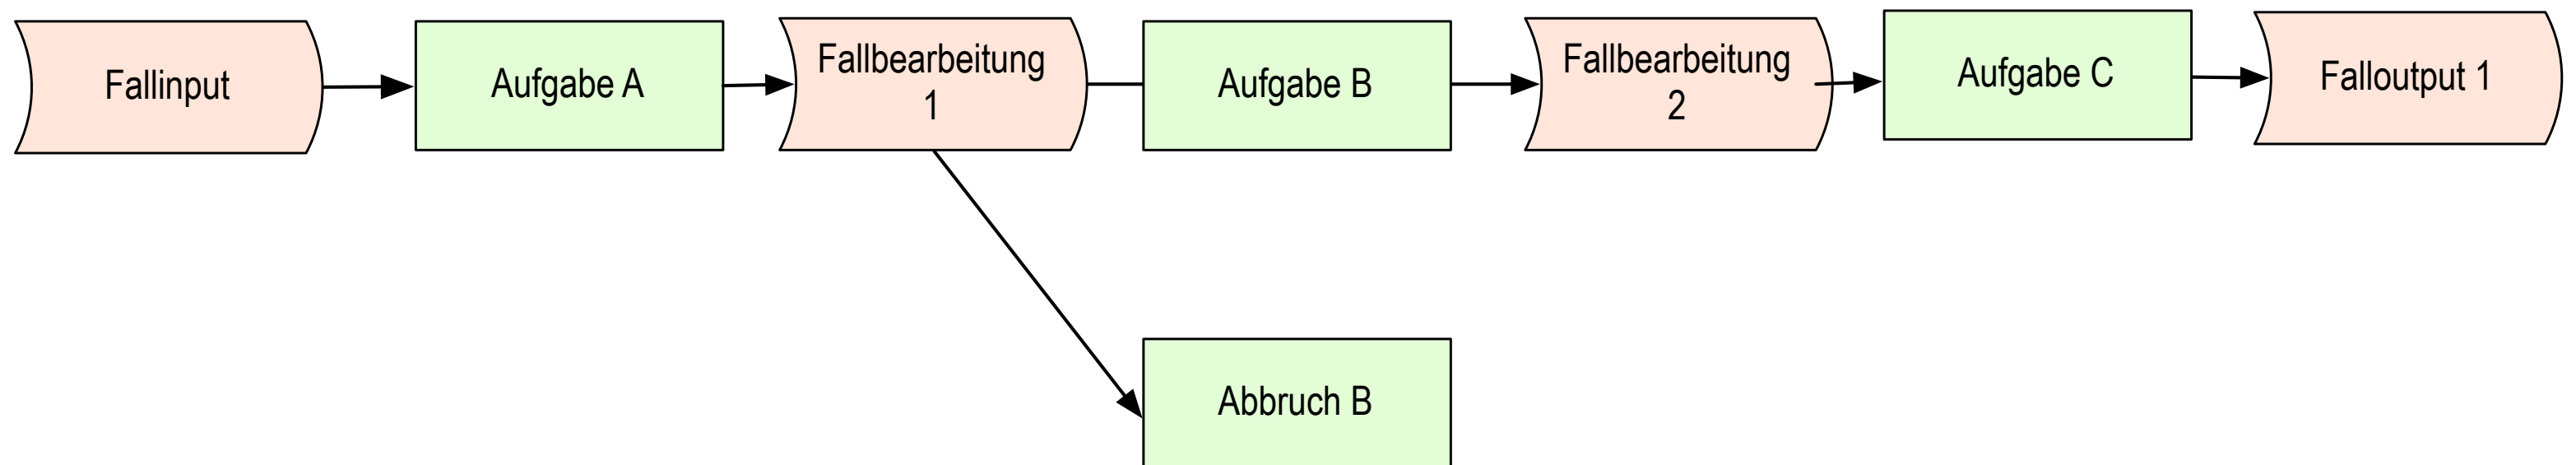 Fallinput
Aufgabe A
Fallbearbeitung
1
Aufgabe B
Fallbearbeitung
2
Aufgabe C
Falloutput 1
Abbruch B